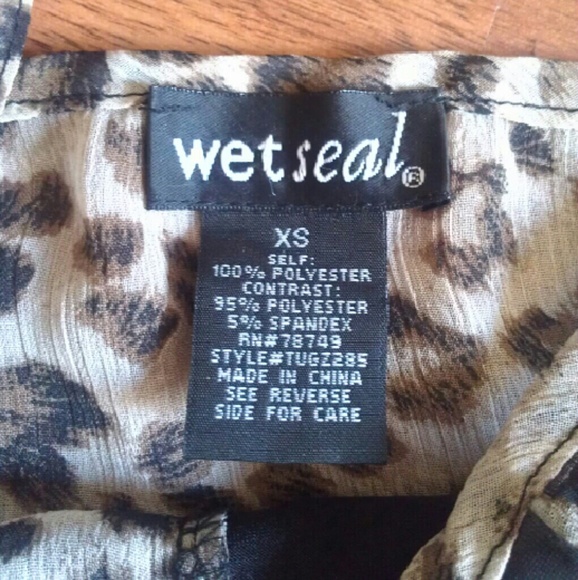 wetseal®
XS
SELF:
100% POLYESTER
CONTRAST:
95% POLYESTER
5% SPANDEX
RN#78749
STYLE#TUGZ285
MADE IN CHINA
SEE REVERSE
SIDE FOR CARE